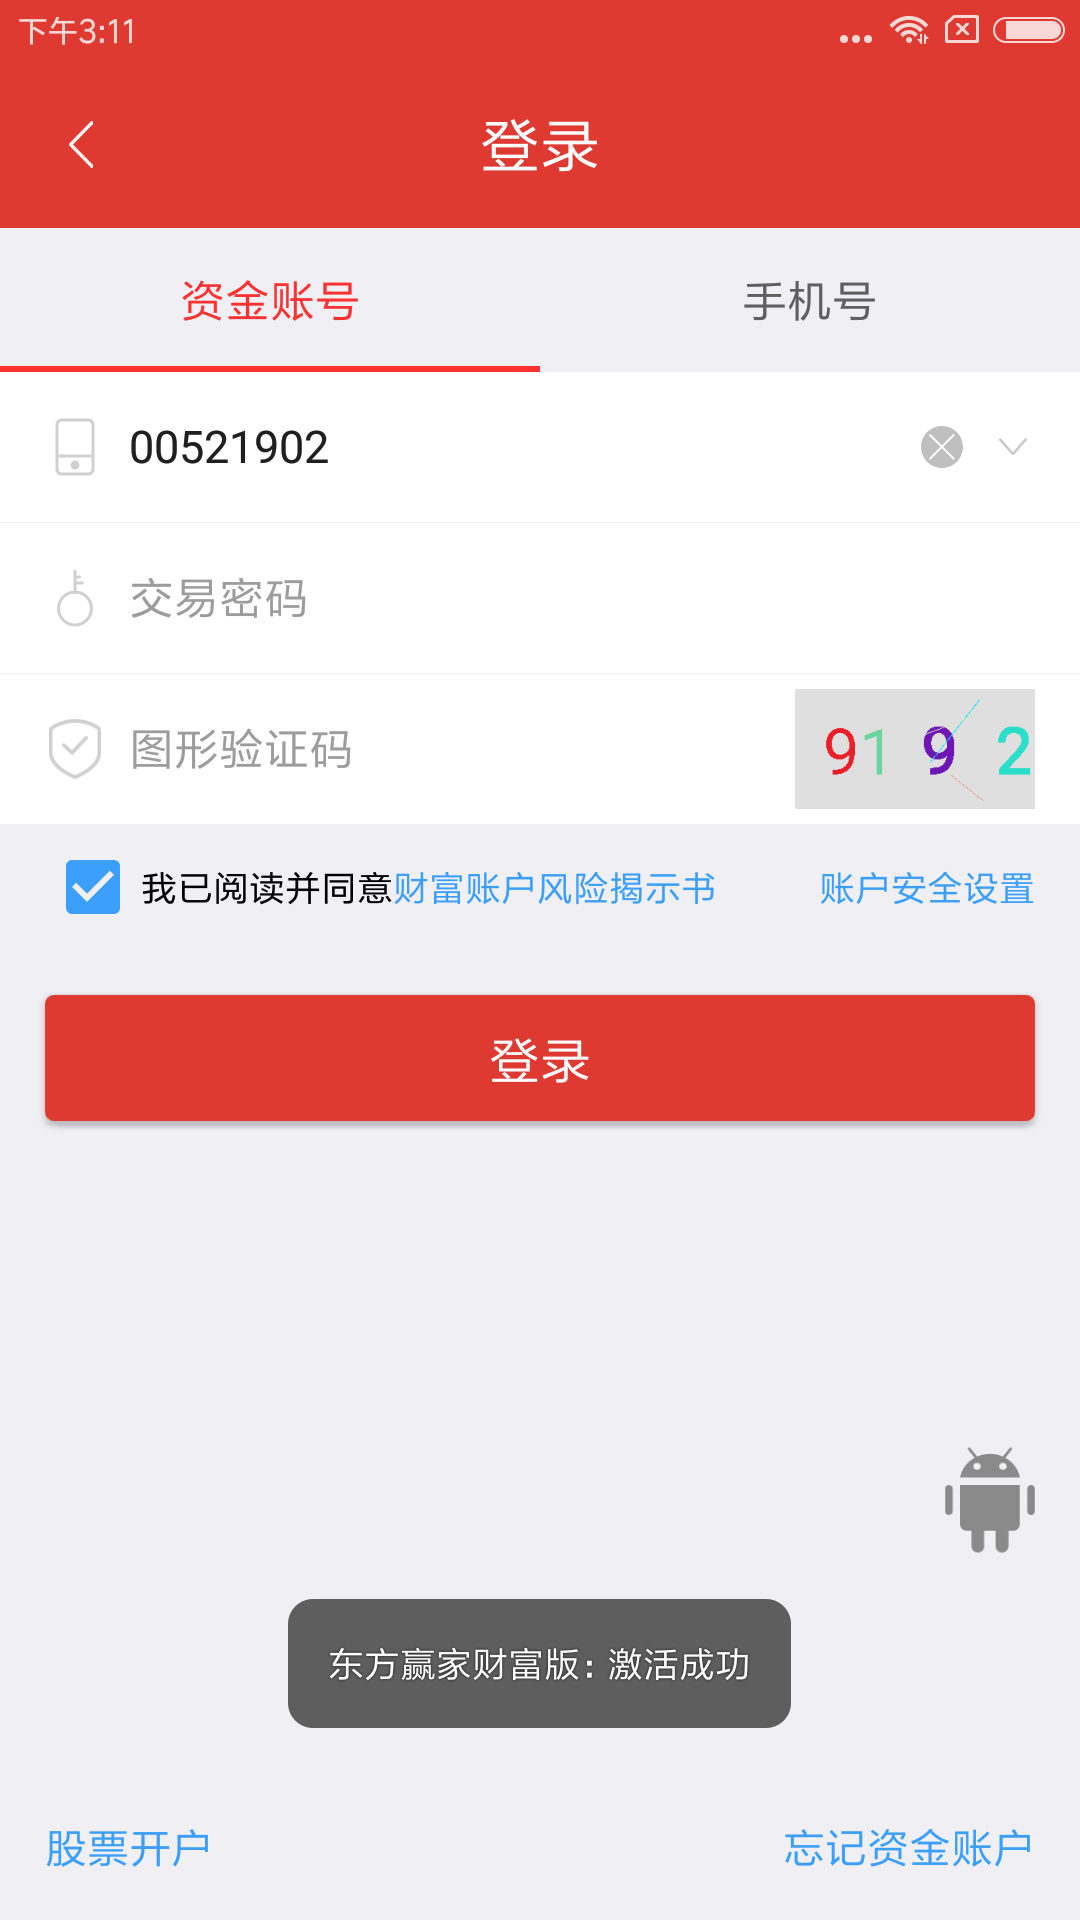 下午3:11
登录
资金账号
手机号
00521902
交易密码
图形验证码
9192
我已阅读并同意财富账户风险揭示书
账户安全设置
登录
东方赢家财富版：激活成功
股票开户
忘记资金账户